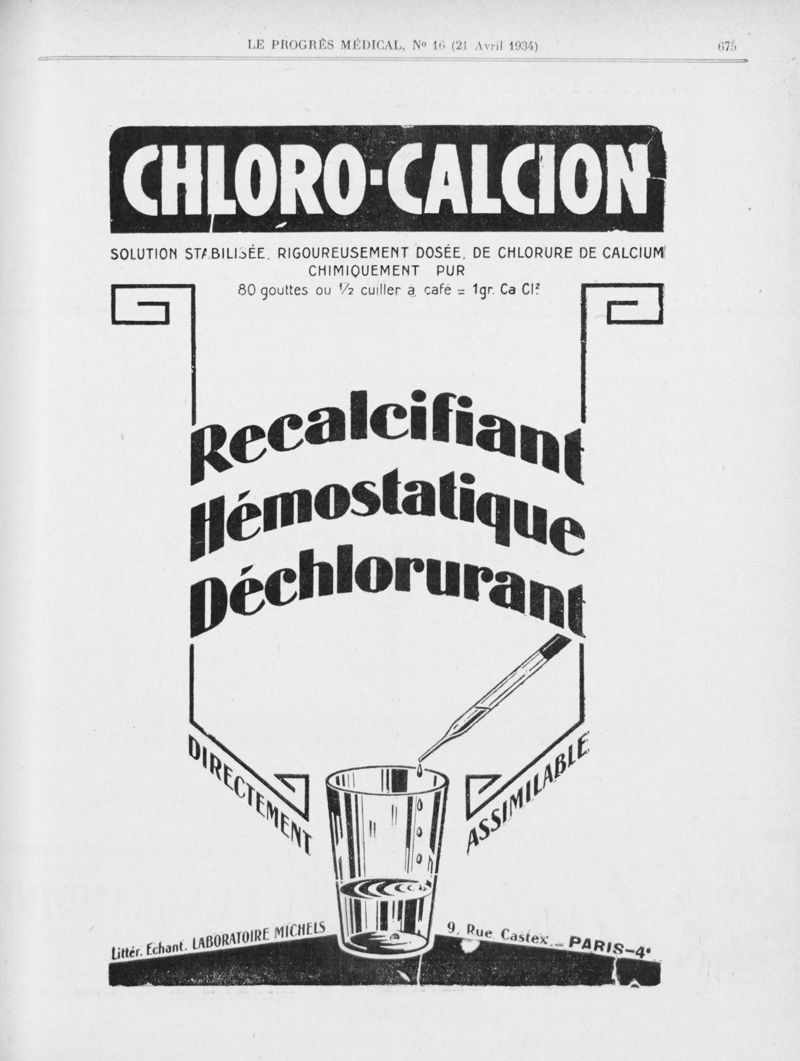 LE PROGRÈS MÉDICAL, Nº 16 (21 Avril 1934)
675
CHLORO-CALCION
SOLUTION STABILISÉE, RIGOUREUSEMENT DOSÉE, DE CHLORURE DE CALCIUM
CHIMIQUEMENT PUR
80 gouttes ou ½ cuiller a café = 1gr. Ca Cl²
Recalcifiant
Hémostatique
Déchlorurant
DIRECTEMENT
ASSIMILABLE
Littér. Echant. LABORATOIRE MICHELS
9, Rue Castex _ PARIS-4ᵉ